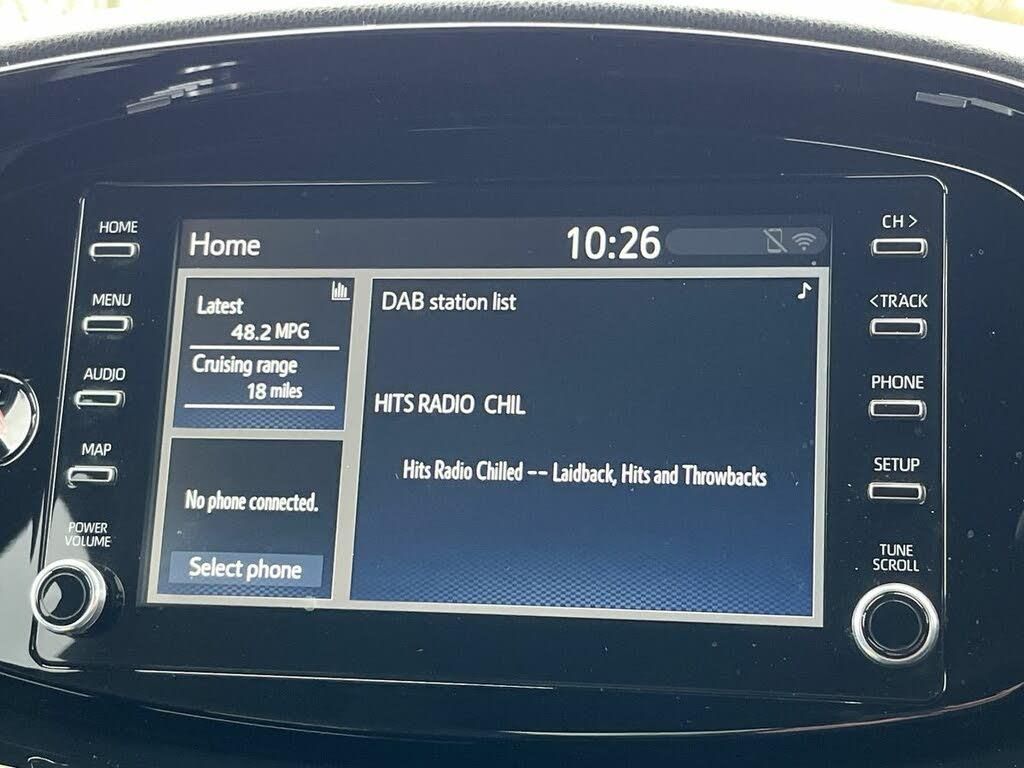 HOME
MENU
AUDIO
MAP
POWER
VOLUME
Home
10:26
Latest
48.2 MPG
Cruising range
18 miles
No phone connected.
Select phone
DAB station list
HITS RADIO CHIL
Hits Radio Chilled -- Laidback, Hits and Throwbacks
CH >
<TRACK
PHONE
SETUP
TUNE
SCROLL